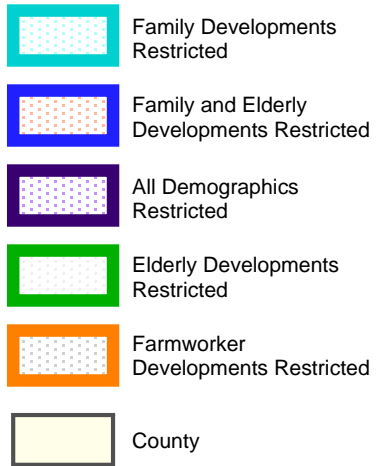 Family Developments
Restricted
Family and Elderly
Developments Restricted
All Demographics
Restricted
Elderly Developments
Restricted
Farmworker
Developments Restricted
County